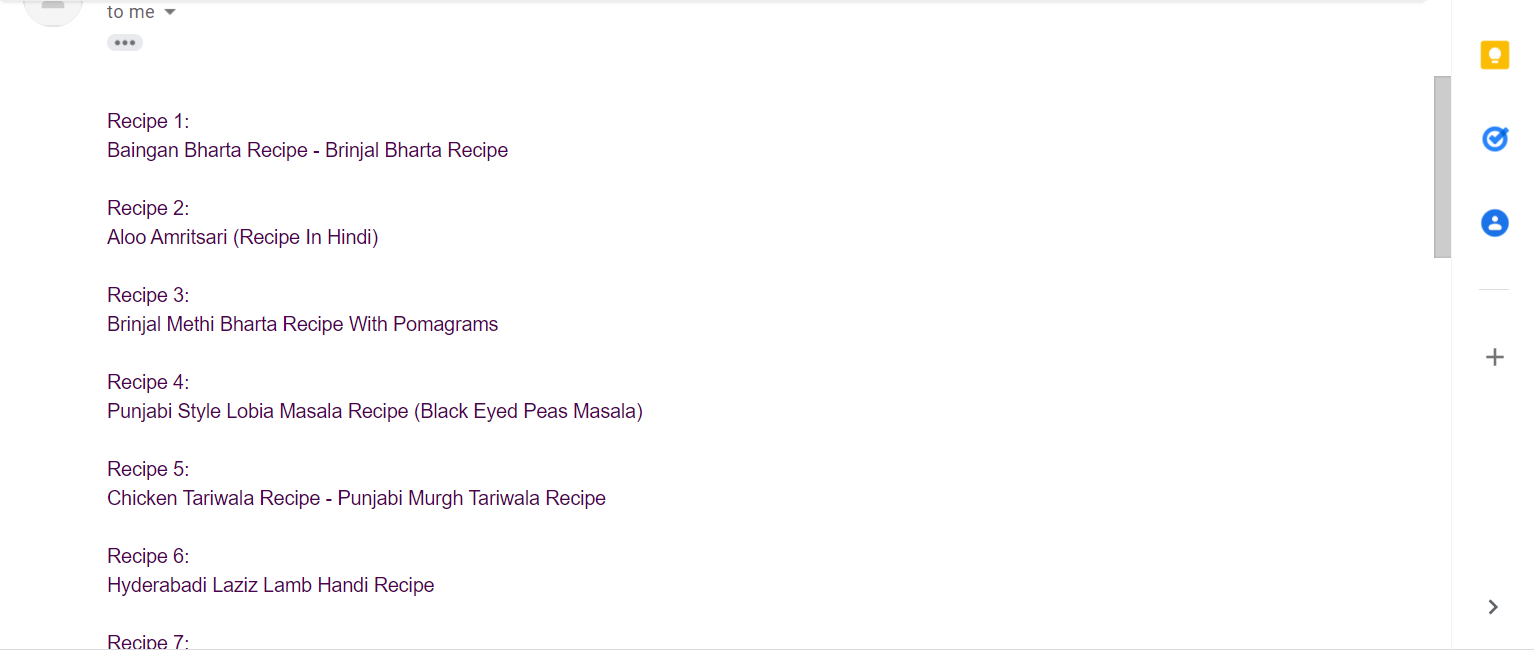 to me
Recipe 1:
Baingan Bharta Recipe - Brinjal Bharta Recipe
Recipe 2:
Aloo Amritsari (Recipe In Hindi)
Recipe 3:
Brinjal Methi Bharta Recipe With Pomagrams
Recipe 4:
Punjabi Style Lobia Masala Recipe (Black Eyed Peas Masala)
Recipe 5:
Chicken Tariwala Recipe - Punjabi Murgh Tariwala Recipe
Recipe 6:
Hyderabadi Laziz Lamb Handi Recipe
Recipe 7: